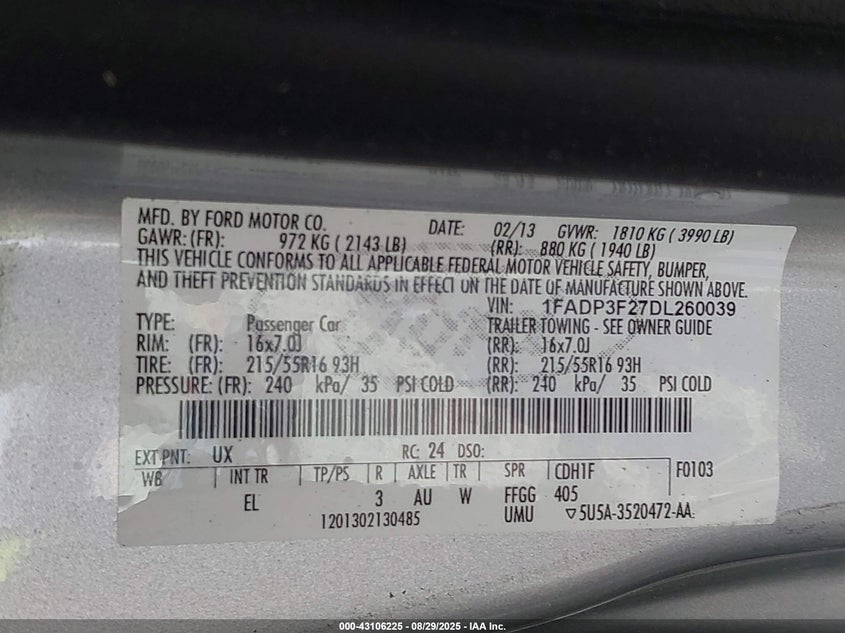 MFD. BY FORD MOTOR CO. DATE: 02/13 GVWR: 1810 KG ( 3990 LB)
GAWR: (FR): 972 KG ( 2143 LB) (RR): 880 KG ( 1940 LB)
THIS VEHICLE CONFORMS TO ALL APPLICABLE FEDERAL MOTOR VEHICLE SAFETY, BUMPER,
AND THEFT PREVENTION STANDARDS IN EFFECT ON THE DATE OF MANUFACTURE SHOWN ABOVE.
VIN: 1FADP3F27DL260039
TYPE: Passenger Car TRAILER TOWING - SEE OWNER GUIDE
RIM: (FR): 16x7.0J (RR): 16x7.0J
TIRE: (FR): 215/55R16 93H (RR): 215/55R16 93H
PRESSURE: (FR): 240 kPa/ 35 PSI COLD (RR): 240 kPa/ 35 PSI COLD
EXT PNT: UX RC: 24 DSO:
WB INT TR TP/PS R AXLE TR SPR CDH1F F0103
EL 3 AU W FFGG 405
1201302130485 UMU ▽5U5A-3520472-AA
000-43106225 - 08/29/2025 - IAA Inc.